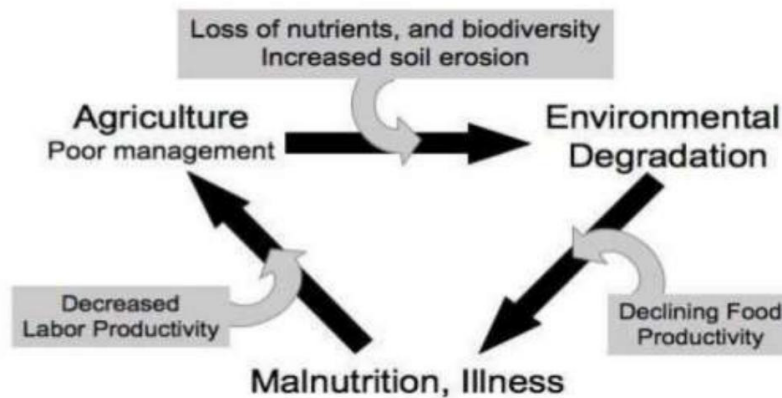 Loss of nutrients, and biodiversity
Increased soil erosion
Agriculture
Poor management
Environmental
Degradation
Decreased
Labor Productivity
Declining Food
Productivity
Malnutrition, Illness